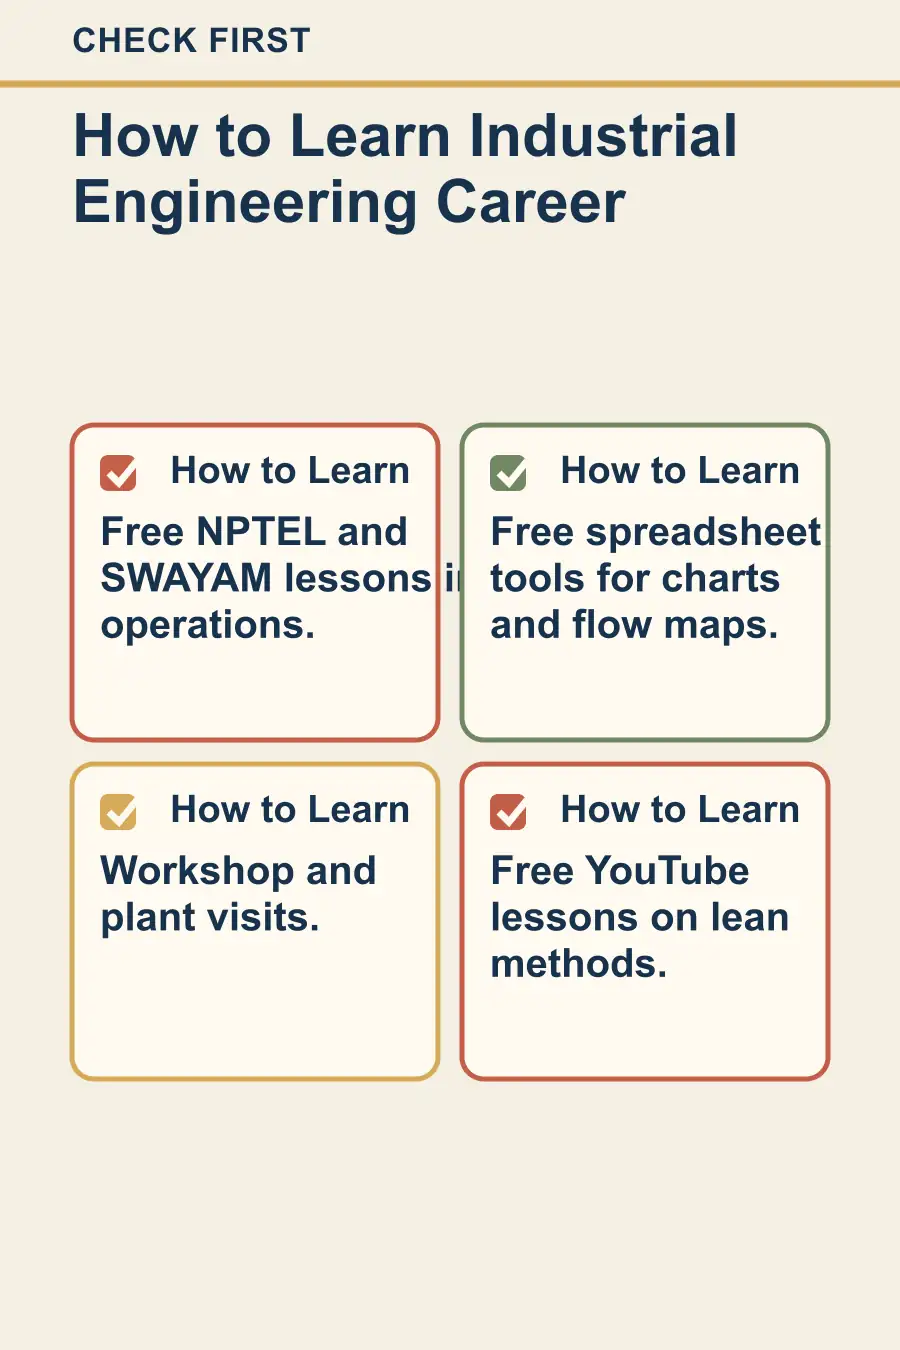 CHECK FIRST
How to Learn Industrial
Engineering Career
How to Learn
Free NPTEL and
SWAYAM lessons in
operations.
How to Learn
Free spreadsheet
tools for charts
and flow maps.
How to Learn
Workshop and
plant visits.
How to Learn
Free YouTube
lessons on lean
methods.